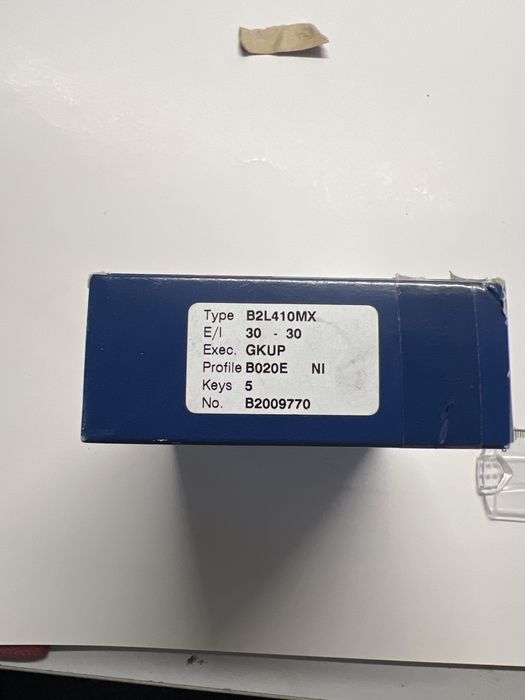 Type B2L410MX
E/I 30 - 30
Exec. GKUP
Profile B020E NI
Keys 5
No. B2009770